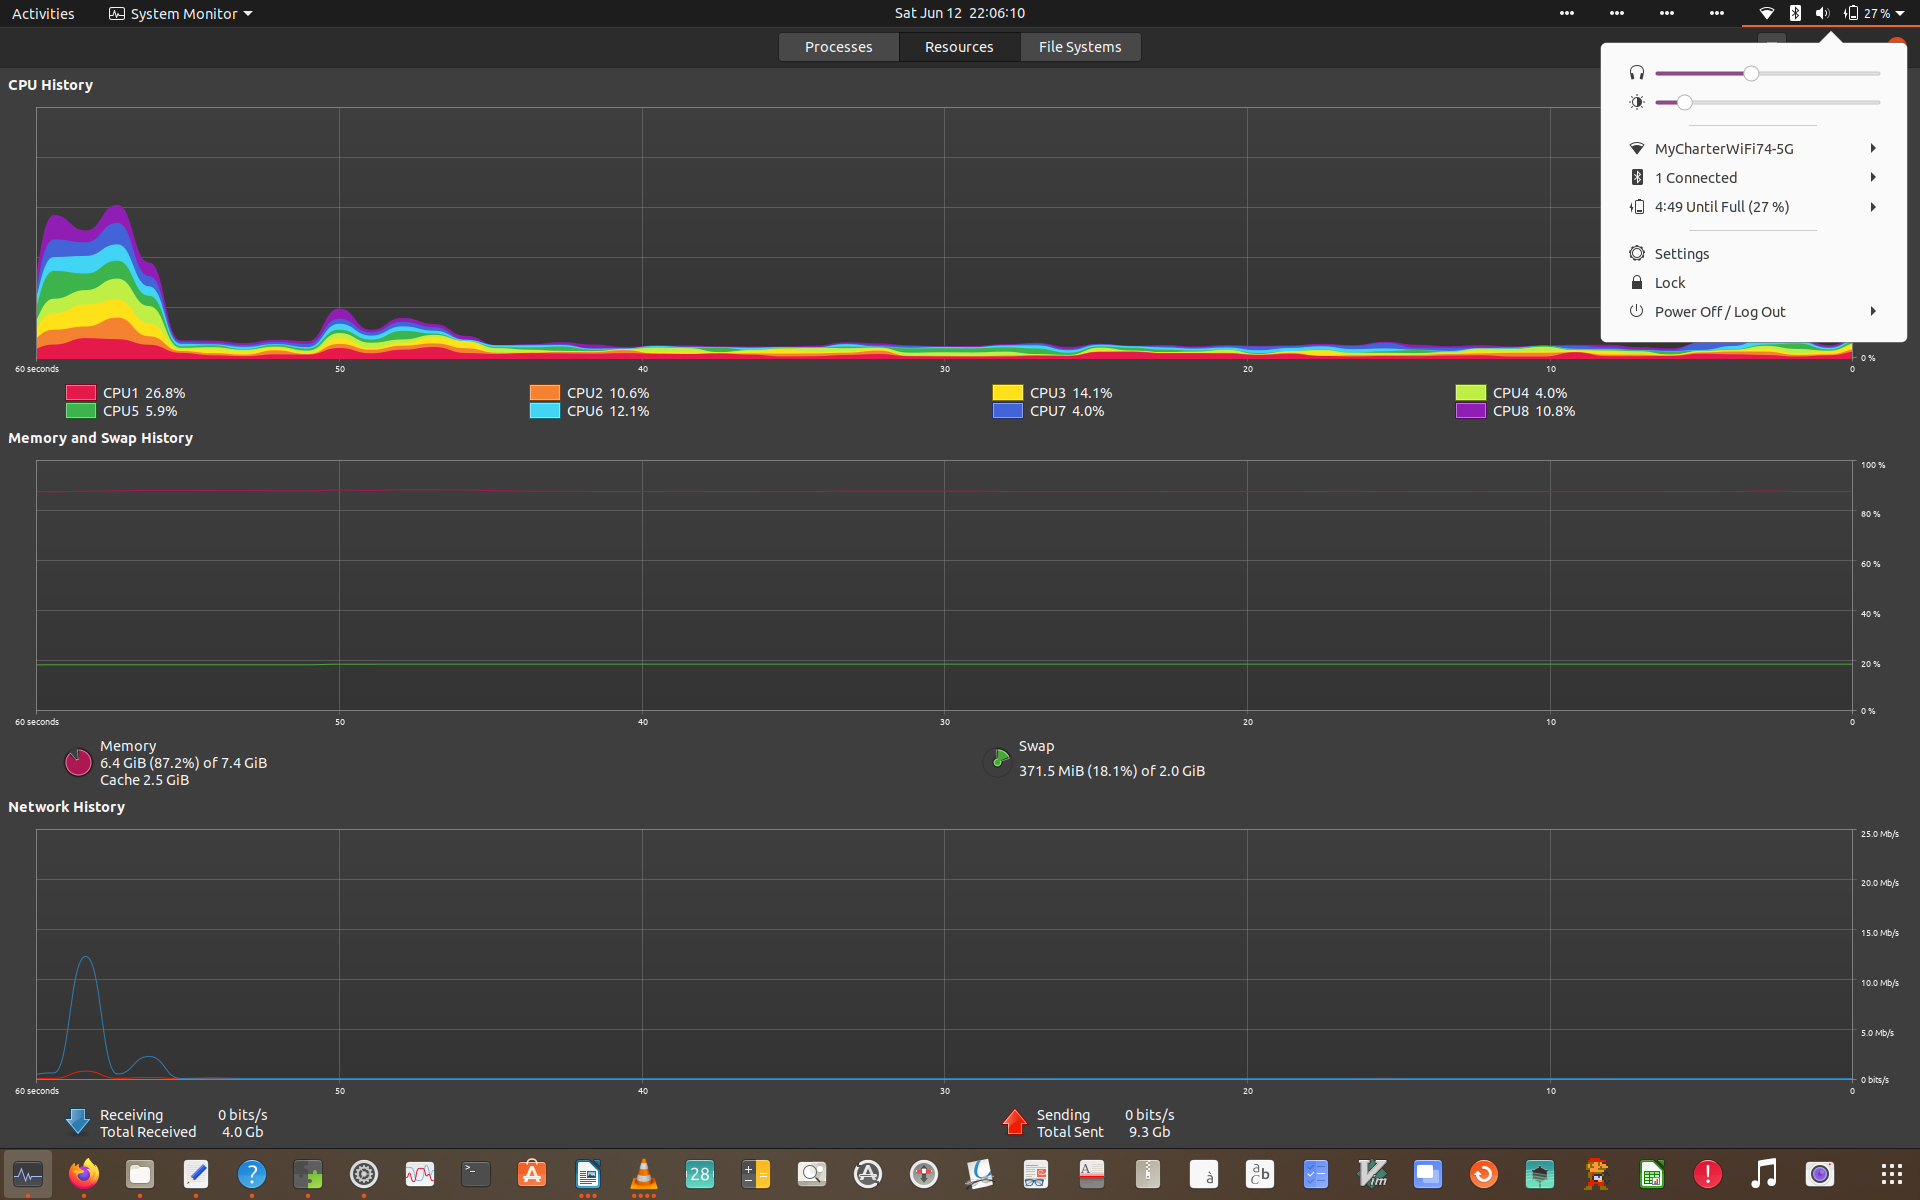 Activities System Monitor Sat Jun 12 22:06:10 27 %
Processes Resources File Systems
CPU History
MyCharterWiFi74-5G
1 Connected
4:49 Until Full (27 %)
Settings
Lock
Power Off / Log Out
0 %
60 seconds 50 40 30 20 10 0
CPU1 26.8% CPU2 10.6% CPU3 14.1% CPU4 4.0%
CPU5 5.9% CPU6 12.1% CPU7 4.0% CPU8 10.8%
Memory and Swap History
100 %
80 %
60 %
40 %
20 %
0 %
60 seconds 50 40 30 20 10 0
Memory
6.4 GiB (87.2%) of 7.4 GiB
Cache 2.5 GiB
Swap
371.5 MiB (18.1%) of 2.0 GiB
Network History
25.0 Mb/s
20.0 Mb/s
15.0 Mb/s
10.0 Mb/s
5.0 Mb/s
0 bits/s
60 seconds 50 40 30 20 10 0
Receiving 0 bits/s
Total Received 4.0 Gb
Sending 0 bits/s
Total Sent 9.3 Gb
28